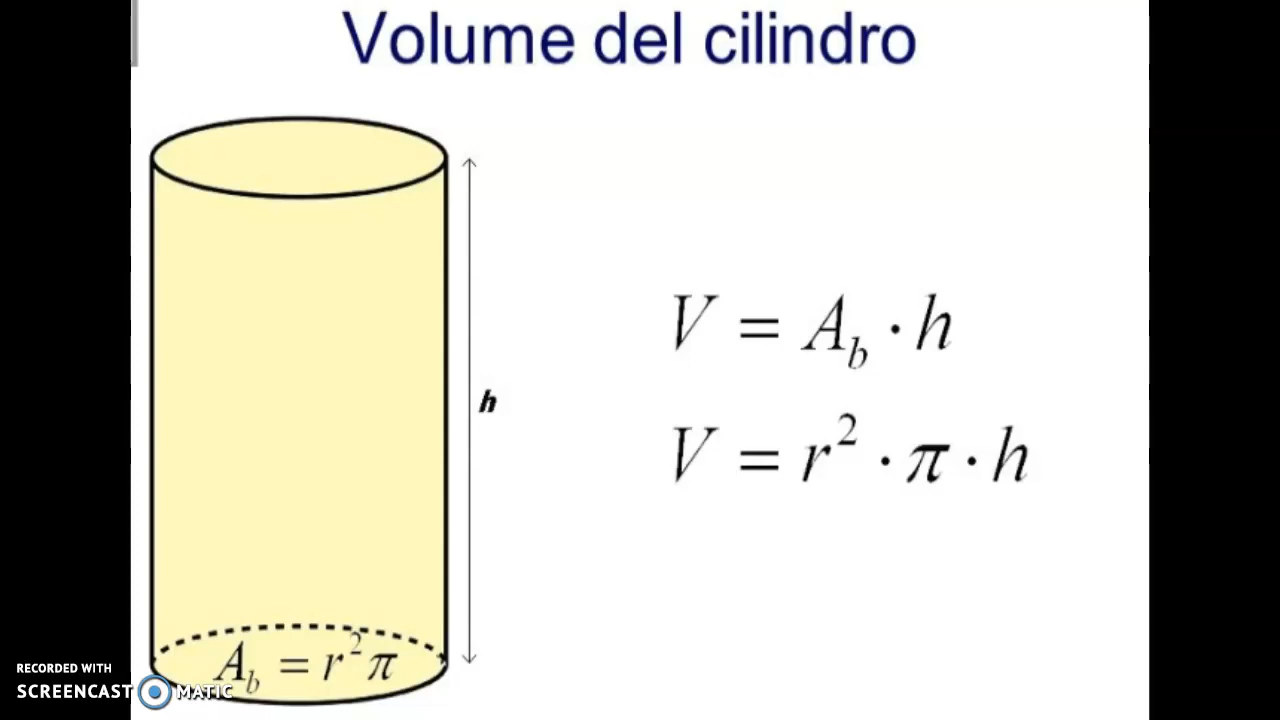 Volume del cilindro
h
V = A_b · h
V = r² · π · h
A_b = r²π
RECORDED WITH
SCREENCAST MATIC